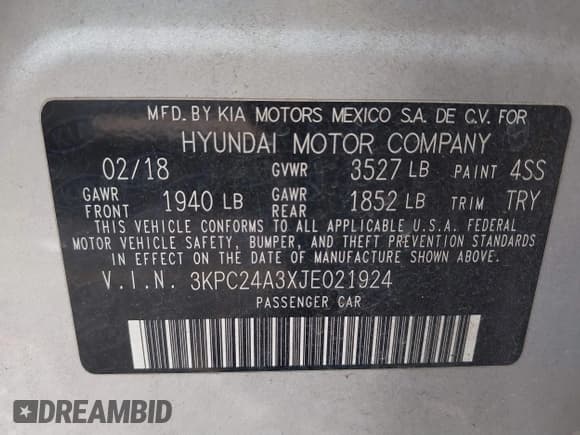 MFD. BY KIA MOTORS MEXICO S.A. DE C.V. FOR
HYUNDAI MOTOR COMPANY
02/18 GVWR 3527 LB PAINT 4SS
GAWR FRONT 1940 LB GAWR REAR 1852 LB TRIM TRY
THIS VEHICLE CONFORMS TO ALL APPLICABLE U.S.A. FEDERAL
MOTOR VEHICLE SAFETY, BUMPER, AND THEFT PREVENTION STANDARDS
IN EFFECT ON THE DATE OF MANUFACTURE SHOWN ABOVE
V.I.N. 3KPC24A3XJE021924
PASSENGER CAR
DREAMBID